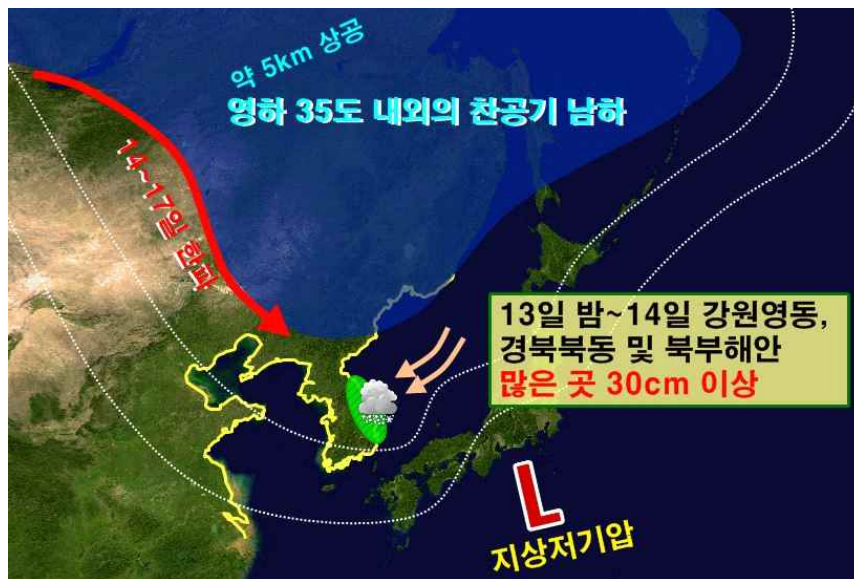 약 5km 상공
영하 35도 내외의 찬공기 남하
14~17일 한파
13일 밤~14일 강원영동,
경북북동 및 북부해안
많은 곳 30cm 이상
L
지상저기압